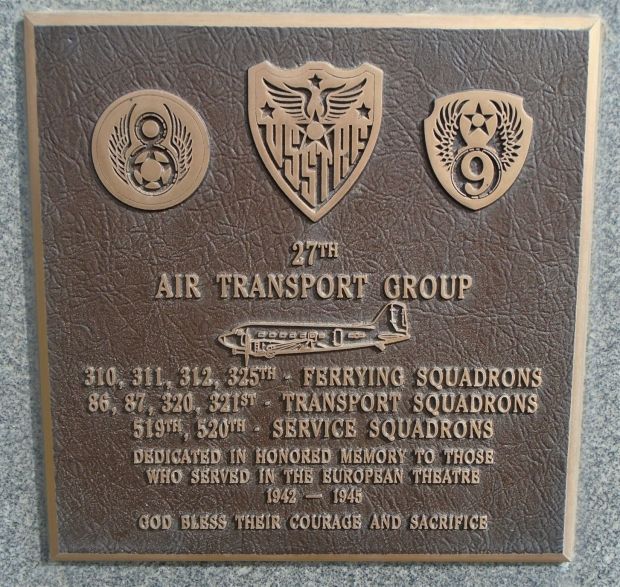 8 USSTAF 9
27TH
AIR TRANSPORT GROUP
310, 311, 312, 325TH - FERRYING SQUADRONS
86, 87, 320, 321ST - TRANSPORT SQUADRONS
519TH, 520TH - SERVICE SQUADRONS
DEDICATED IN HONORED MEMORY TO THOSE
WHO SERVED IN THE EUROPEAN THEATRE
1942 — 1945
GOD BLESS THEIR COURAGE AND SACRIFICE